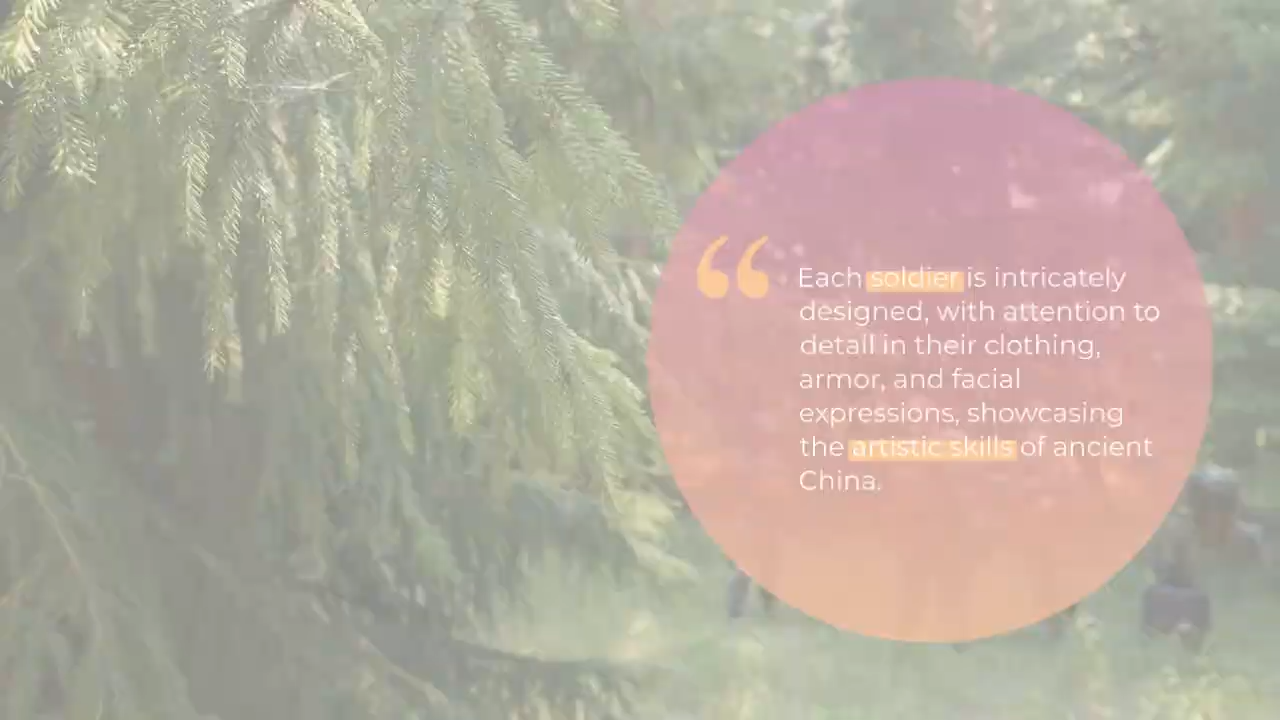 Each soldier is intricately
designed, with attention to
detail in their clothing,
armor, and facial
expressions, showcasing
the artistic skills of ancient
China.